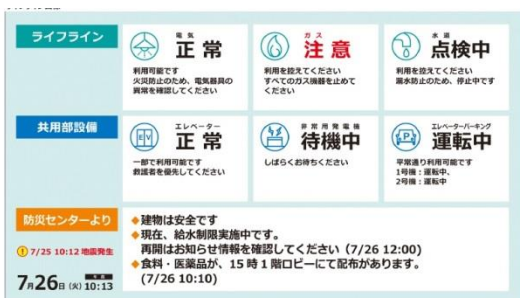 ライフライン
電気
正常
利用可能です
火災防止のため、電気器具の
異常を確認してください
ガス
注意
利用を控えてください
すべてのガス機器を止めて
ください
水道
点検中
利用を控えてください
漏水防止のため、停止中です
共用部設備
EV
エレベーター
正常
一部で利用可能です
救護者を優先してください
非常用発電機
待機中
しばらくお待ちください
P
エレベーターパーキング
運転中
平常通り利用可能です
1号機：運転中、
2号機：運転中
防災センターより
① 7/25 10:12 地震発生
7月26日 (火) 午前 10:13
◆建物は安全です
◆現在、給水制限実施中です。
再開はお知らせ情報を確認してください（7/26 12:00）
◆食料・医薬品が、15 時 1 階ロビーにて配布があります。
(7/26 10:10)